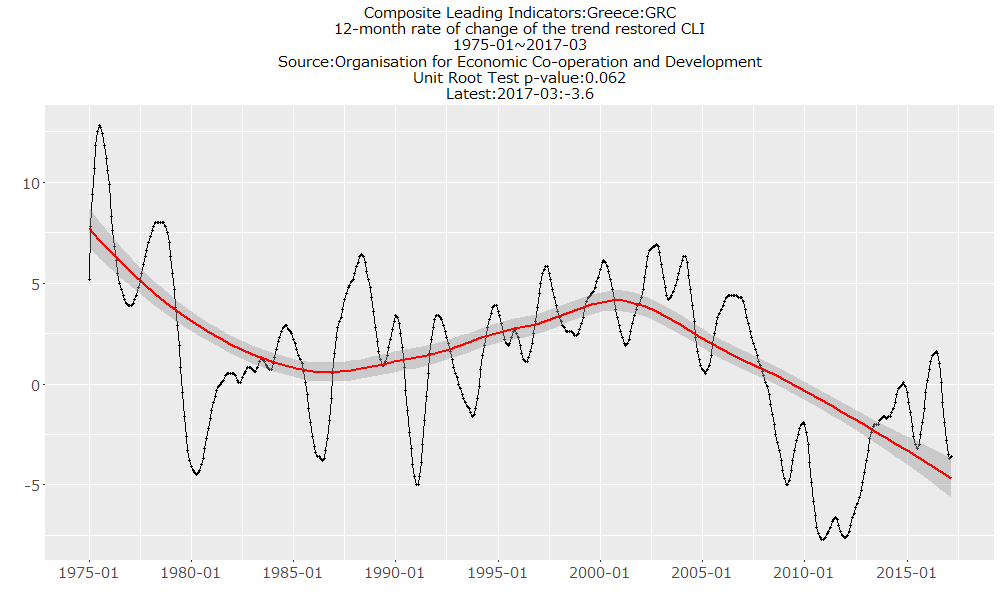 Composite Leading Indicators:Greece:GRC
12-month rate of change of the trend restored CLI
1975-01~2017-03
Source:Organisation for Economic Co-operation and Development
Unit Root Test p-value:0.062
Latest:2017-03:-3.6
10
5
0
-5
1975-01 1980-01 1985-01 1990-01 1995-01 2000-01 2005-01 2010-01 2015-01